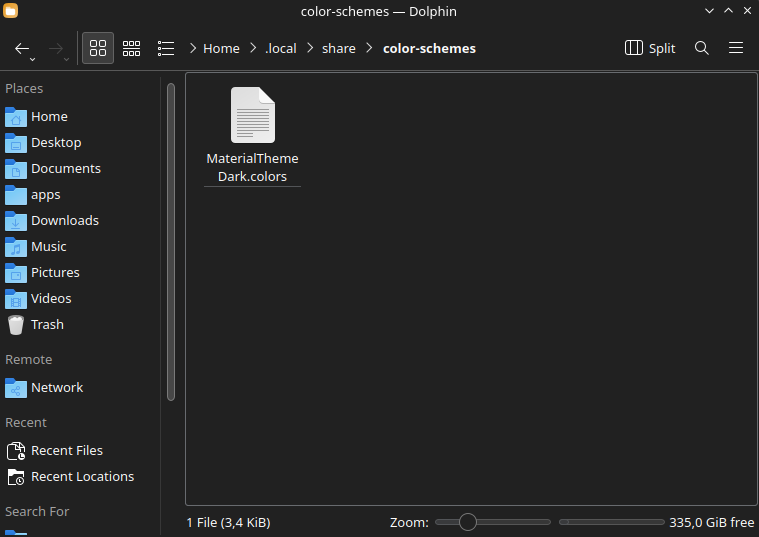 color-schemes — Dolphin
Home .local share color-schemes
Split
Places
Home
Desktop
Documents
apps
Downloads
Music
Pictures
Videos
Trash
Remote
Network
Recent
Recent Files
Recent Locations
Search For
MaterialTheme
Dark.colors
1 File (3,4 KiB)
Zoom:
335,0 GiB free